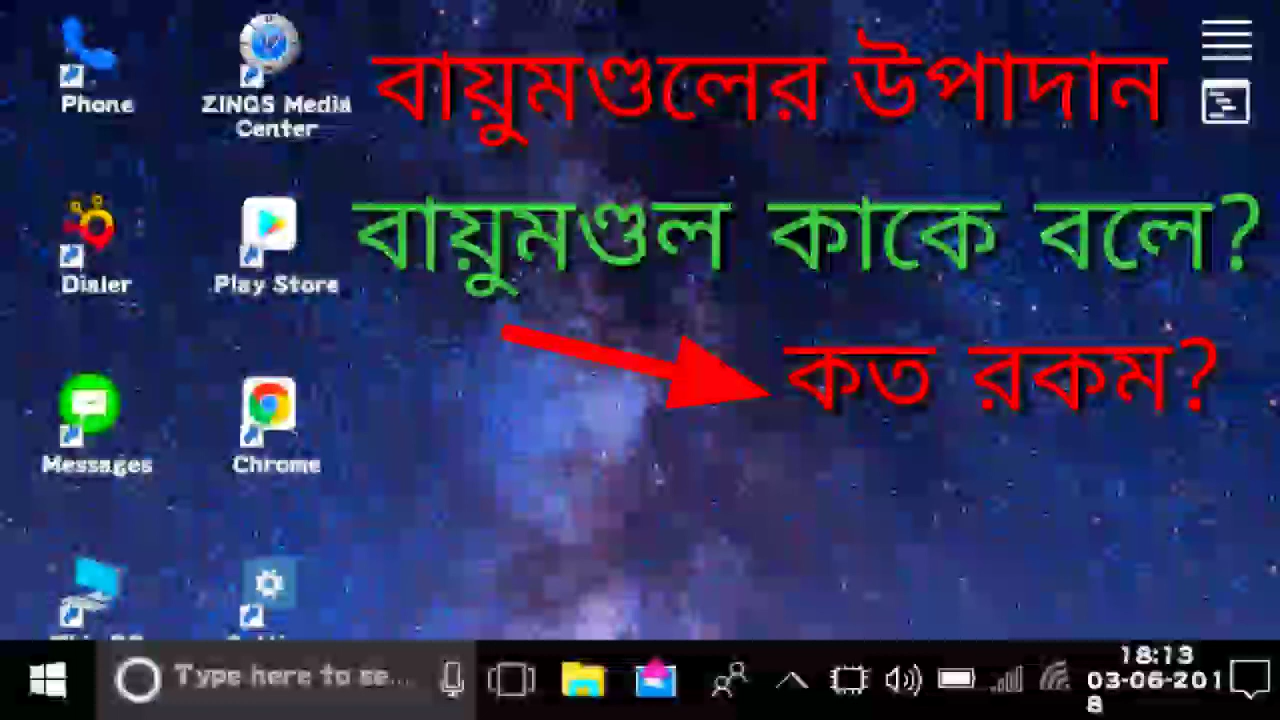 বায়ুমণ্ডলের উপাদান
বায়ুমণ্ডল কাকে বলে?
কত রকম?
Phone
ZINQS Media
Center
Dialer
Play Store
Messages
Chrome
Type here to se...
18:13
03-06-201
8